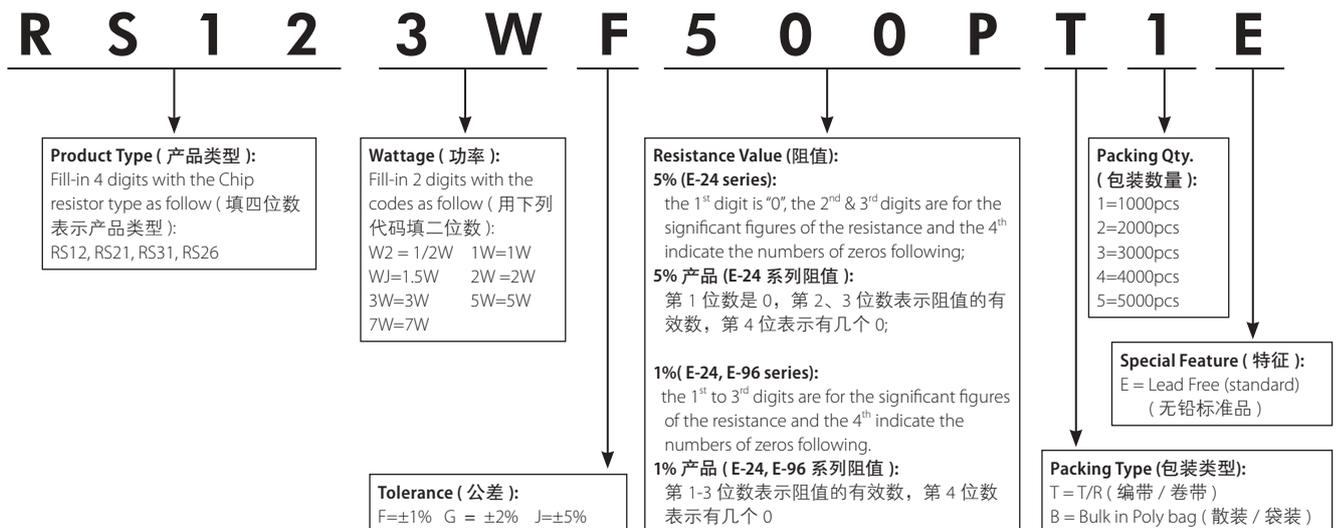 R S 1 2 3 W F 5 0 0 P T 1 E
Product Type ( 产品类型 ):
Fill-in 4 digits with the Chip
resistor type as follow ( 填四位数
表示产品类型 ):
RS12, RS21, RS31, RS26
Wattage ( 功率 ):
Fill-in 2 digits with the
codes as follow ( 用下列
代码填二位数 ):
W2 = 1/2W 1W=1W
WJ=1.5W 2W =2W
3W=3W 5W=5W
7W=7W
Tolerance ( 公差 ):
F=±1% G = ±2% J=±5%
Resistance Value (阻值):
5% (E-24 series):
the 1st digit is “0”, the 2nd & 3rd digits are for the
significant figures of the resistance and the 4th
indicate the numbers of zeros following;
5% 产品 (E-24 系列阻值 ):
第 1 位数是 0，第 2、3 位数表示阻值的有
效数，第 4 位表示有几个 0;
1%( E-24, E-96 series):
the 1st to 3rd digits are for the significant figures
of the resistance and the 4th indicate the
numbers of zeros following.
1% 产品 ( E-24, E-96 系列阻值 ):
第 1-3 位数表示阻值的有效数，第 4 位数
表示有几个 0
Packing Qty.
( 包装数量 ):
1=1000pcs
2=2000pcs
3=3000pcs
4=4000pcs
5=5000pcs
Special Feature ( 特征 ):
E = Lead Free (standard)
( 无铅标准品 )
Packing Type (包装类型):
T = T/R ( 编带 / 卷带 )
B = Bulk in Poly bag ( 散装 / 袋装 )